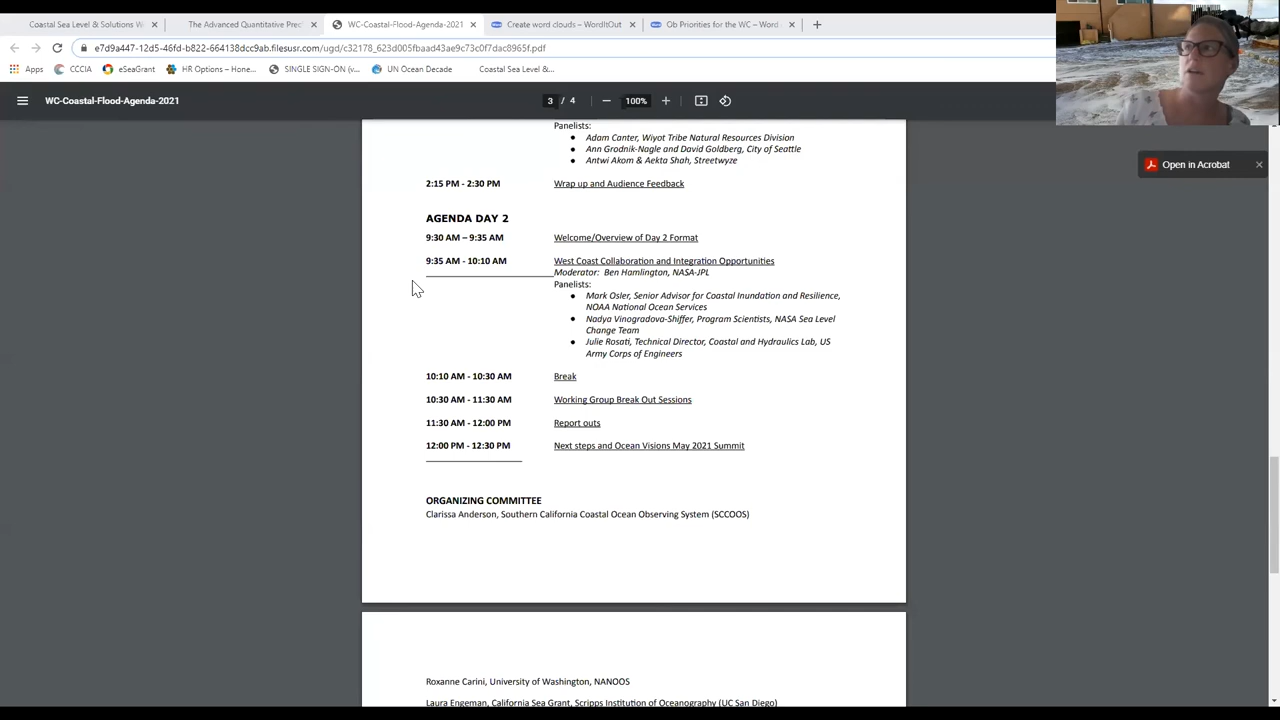 Coastal Sea Level & Solutions W
The Advanced Quantitative Prec
WC-Coastal-Flood-Agenda-2021
Create word clouds – WordItOut
Ob Priorities for the WC – Word
e7d9a447-12d5-46fd-b822-664138dcc9ab.filesusr.com/ugd/c32178_623d005fbaad43ae9c73c0f7dac8965f.pdf
Apps CCCIA eSeaGrant HR Options – Hone... SINGLE SIGN-ON (v... UN Ocean Decade Coastal Sea Level &...
WC-Coastal-Flood-Agenda-2021 3 / 4 100%
Open in Acrobat
Panelists:
● Adam Canter, Wiyot Tribe Natural Resources Division
● Ann Grodnik-Nagle and David Goldberg, City of Seattle
● Antwi Akom & Aekta Shah, Streetwyze
2:15 PM - 2:30 PM Wrap up and Audience Feedback
AGENDA DAY 2
9:30 AM – 9:35 AM Welcome/Overview of Day 2 Format
9:35 AM - 10:10 AM West Coast Collaboration and Integration Opportunities
Moderator: Ben Hamlington, NASA-JPL
Panelists:
● Mark Osler, Senior Advisor for Coastal Inundation and Resilience,
NOAA National Ocean Services
● Nadya Vinogradova-Shiffer, Program Scientists, NASA Sea Level
Change Team
● Julie Rosati, Technical Director, Coastal and Hydraulics Lab, US
Army Corps of Engineers
10:10 AM - 10:30 AM Break
10:30 AM - 11:30 AM Working Group Break Out Sessions
11:30 AM - 12:00 PM Report outs
12:00 PM - 12:30 PM Next steps and Ocean Visions May 2021 Summit
ORGANIZING COMMITTEE
Clarissa Anderson, Southern California Coastal Ocean Observing System (SCCOOS)
Roxanne Carini, University of Washington, NANOOS
Laura Engeman, California Sea Grant, Scripps Institution of Oceanography (UC San Diego)